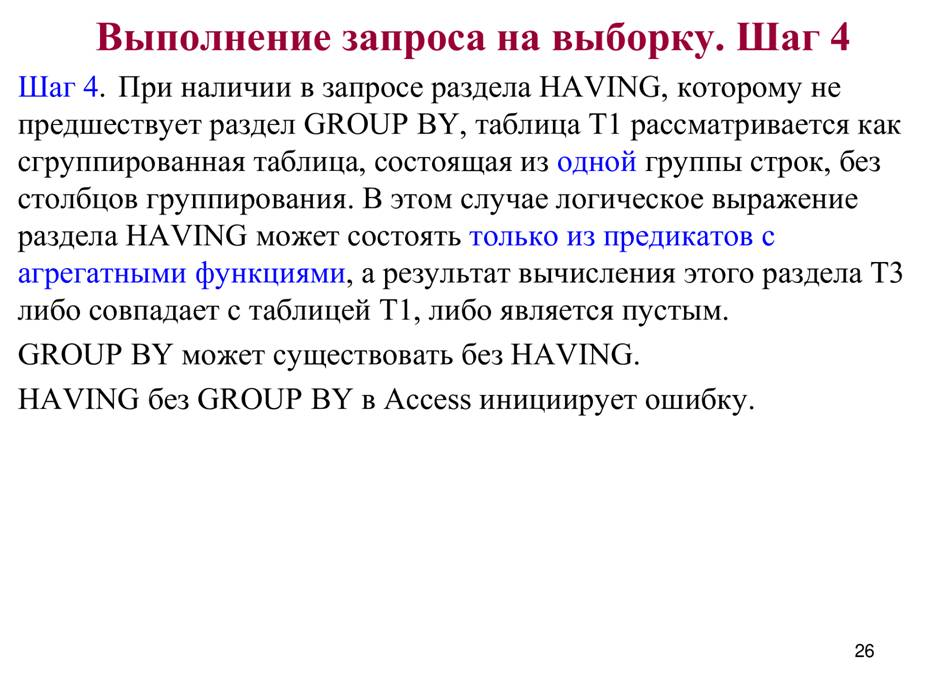 Выполнение запроса на выборку. Шаг 4
Шаг 4. При наличии в запросе раздела HAVING, которому не
предшествует раздел GROUP BY, таблица T1 рассматривается как
сгруппированная таблица, состоящая из одной группы строк, без
столбцов группирования. В этом случае логическое выражение
раздела HAVING может состоять только из предикатов с
агрегатными функциями, а результат вычисления этого раздела T3
либо совпадает с таблицей T1, либо является пустым.
GROUP BY может существовать без HAVING.
HAVING без GROUP BY в Access инициирует ошибку.
26